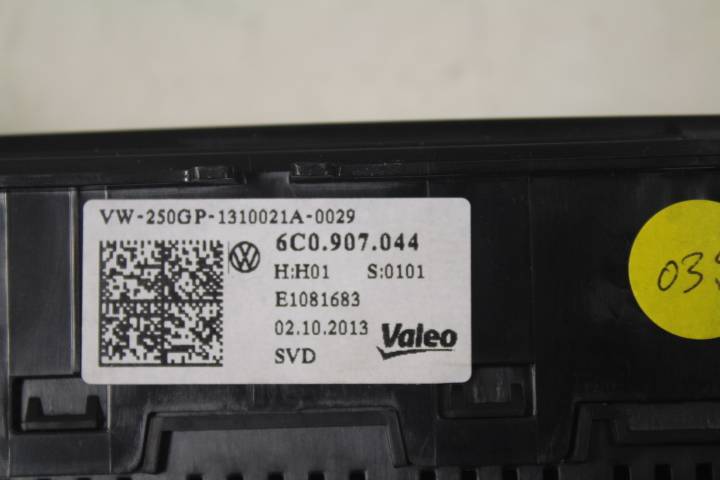 VW-250GP-1310021A-0029
6C0.907.044
H:H01 S:0101
E1081683
02.10.2013
Valeo
SVD